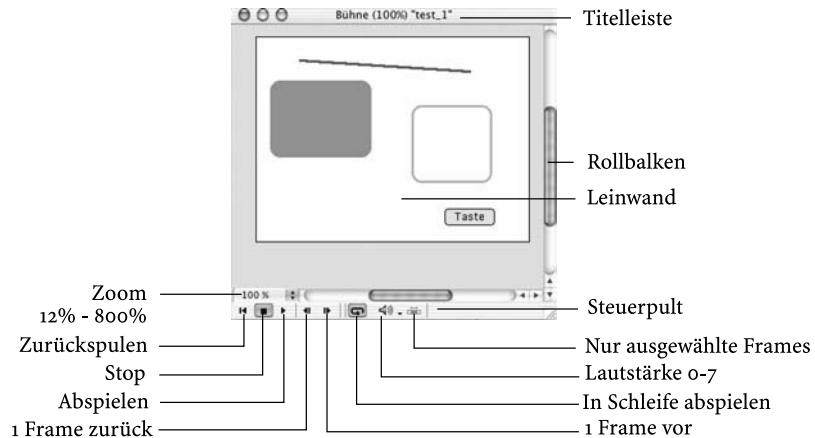 Bühne (100%) "test_1"
Titelleiste
Rollbalken
Leinwand
Taste
100 %
Zoom
12% - 800%
Steuerpult
Zurückspulen
Nur ausgewählte Frames
Stop
Lautstärke 0-7
Abspielen
In Schleife abspielen
1 Frame zurück
1 Frame vor